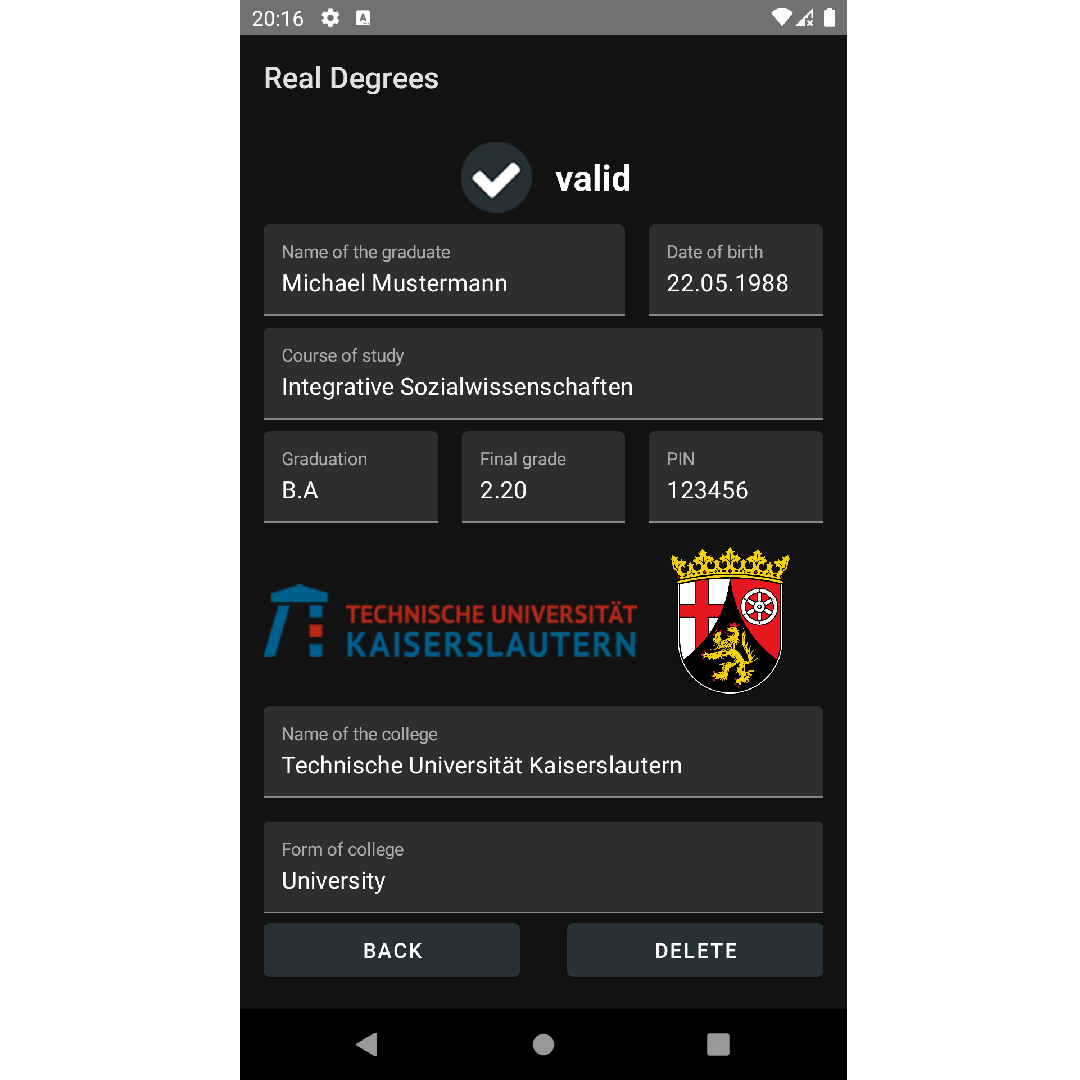 20:16
Real Degrees
valid
Name of the graduate
Michael Mustermann
Date of birth
22.05.1988
Course of study
Integrative Sozialwissenschaften
Graduation
B.A
Final grade
2.20
PIN
123456
TECHNISCHE UNIVERSITÄT
KAISERSLAUTERN
Name of the college
Technische Universität Kaiserslautern
Form of college
University
BACK
DELETE